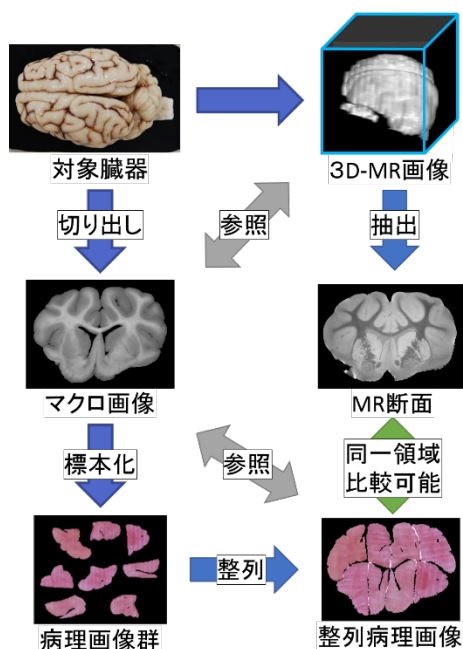 対象臓器
3D-MR画像
切り出し
参照
抽出
マクロ画像
MR断面
標本化
参照
同一領域
比較可能
整列
病理画像群
整列病理画像